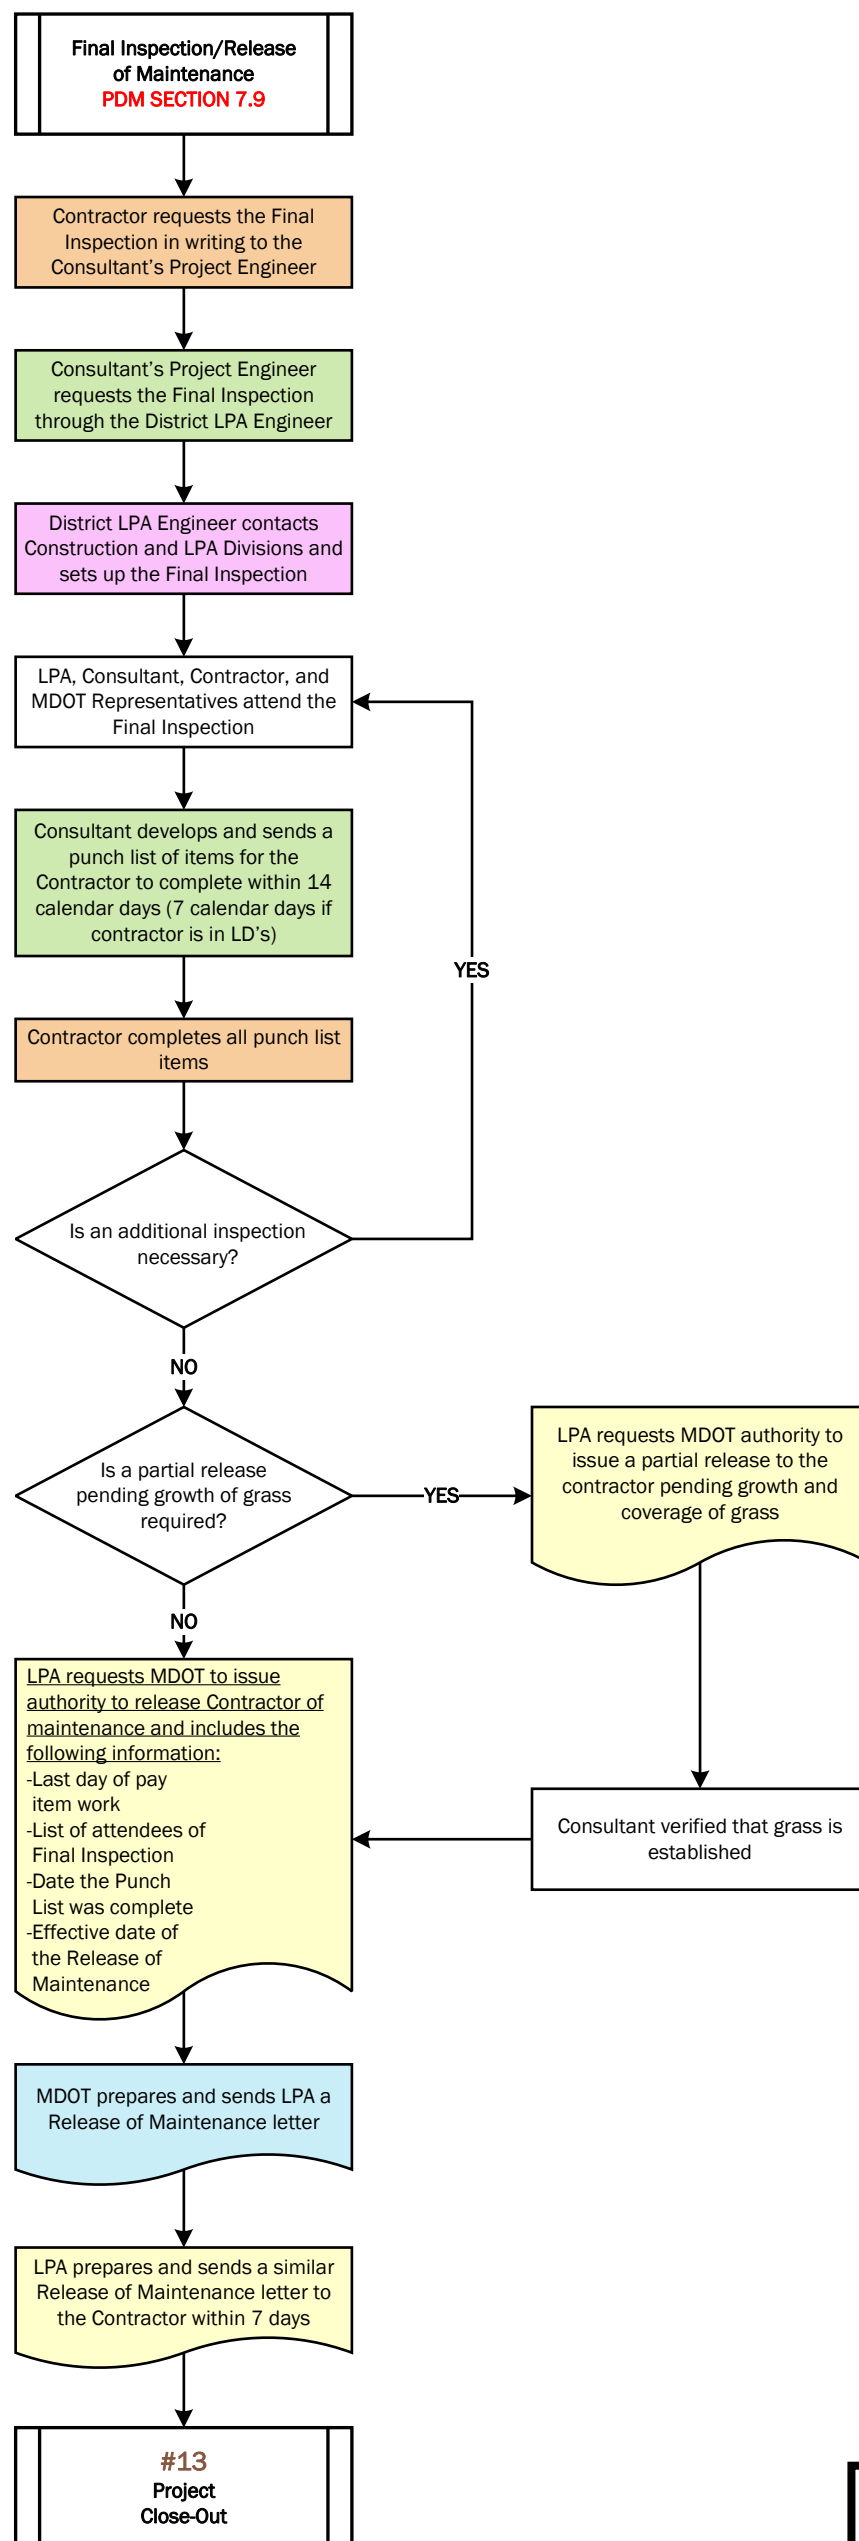 Final Inspection/Release
of Maintenance
PDM SECTION 7.9
Contractor requests the Final
Inspection in writing to the
Consultant's Project Engineer
Consultant's Project Engineer
requests the Final Inspection
through the District LPA Engineer
District LPA Engineer contacts
Construction and LPA Divisions and
sets up the Final Inspection
LPA, Consultant, Contractor, and
MDOT Representatives attend the
Final Inspection
Consultant develops and sends a
punch list of items for the
Contractor to complete within 14
calendar days (7 calendar days if
contractor is in LD's)
YES
Contractor completes all punch list
items
Is an additional inspection
necessary?
NO
Is a partial release
pending growth of grass
required?
YES
LPA requests MDOT authority to
issue a partial release to the
contractor pending growth and
coverage of grass
NO
LPA requests MDOT to issue
authority to release Contractor of
maintenance and includes the
following information:
-Last day of pay
item work
-List of attendees of
Final Inspection
-Date the Punch
List was complete
-Effective date of
the Release of
Maintenance
Consultant verified that grass is
established
MDOT prepares and sends LPA a
Release of Maintenance letter
LPA prepares and sends a similar
Release of Maintenance letter to
the Contractor within 7 days
#13
Project
Close-Out